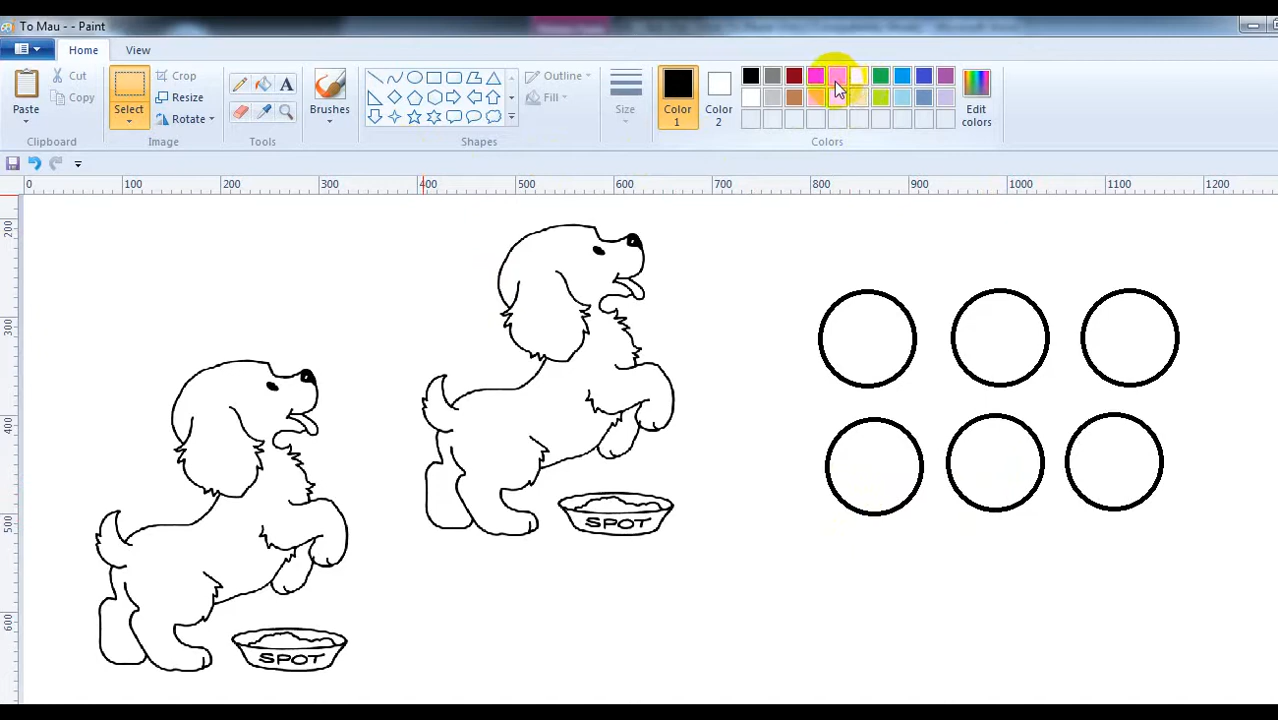 To Mau - - Paint
Home View
Paste
Cut
Copy
Clipboard
Select
Crop
Resize
Rotate
Image
A
Tools
Brushes
Shapes
Outline
Fill
Size
Color 1
Color 2
Colors
Edit colors
0 100 200 300 400 500 600 700 800 900 1000 1100 1200
200
300
400
500
600
SPOT
SPOT